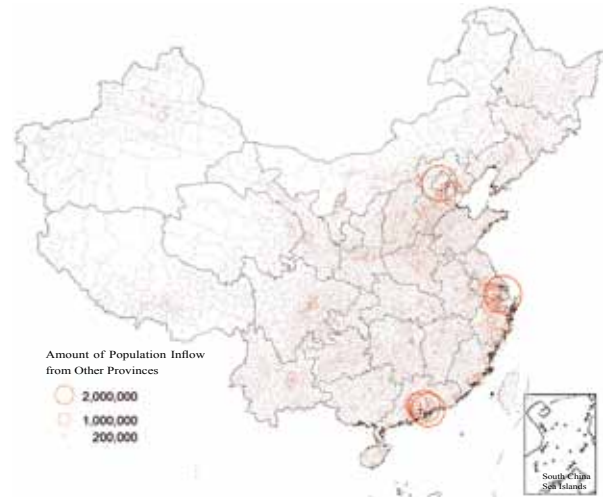 Amount of Population Inflow
from Other Provinces
2,000,000
1,000,000
200,000
South China
Sea Islands